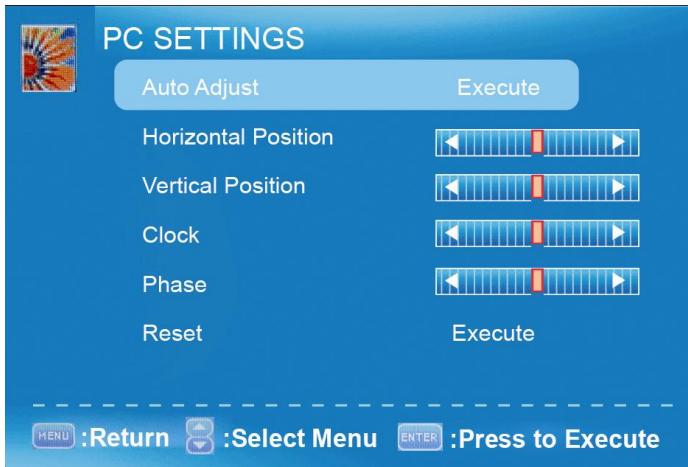 PC SETTINGS
Auto Adjust Execute
Horizontal Position
Vertical Position
Clock
Phase
Reset Execute
MENU :Return :Select Menu ENTER :Press to Execute